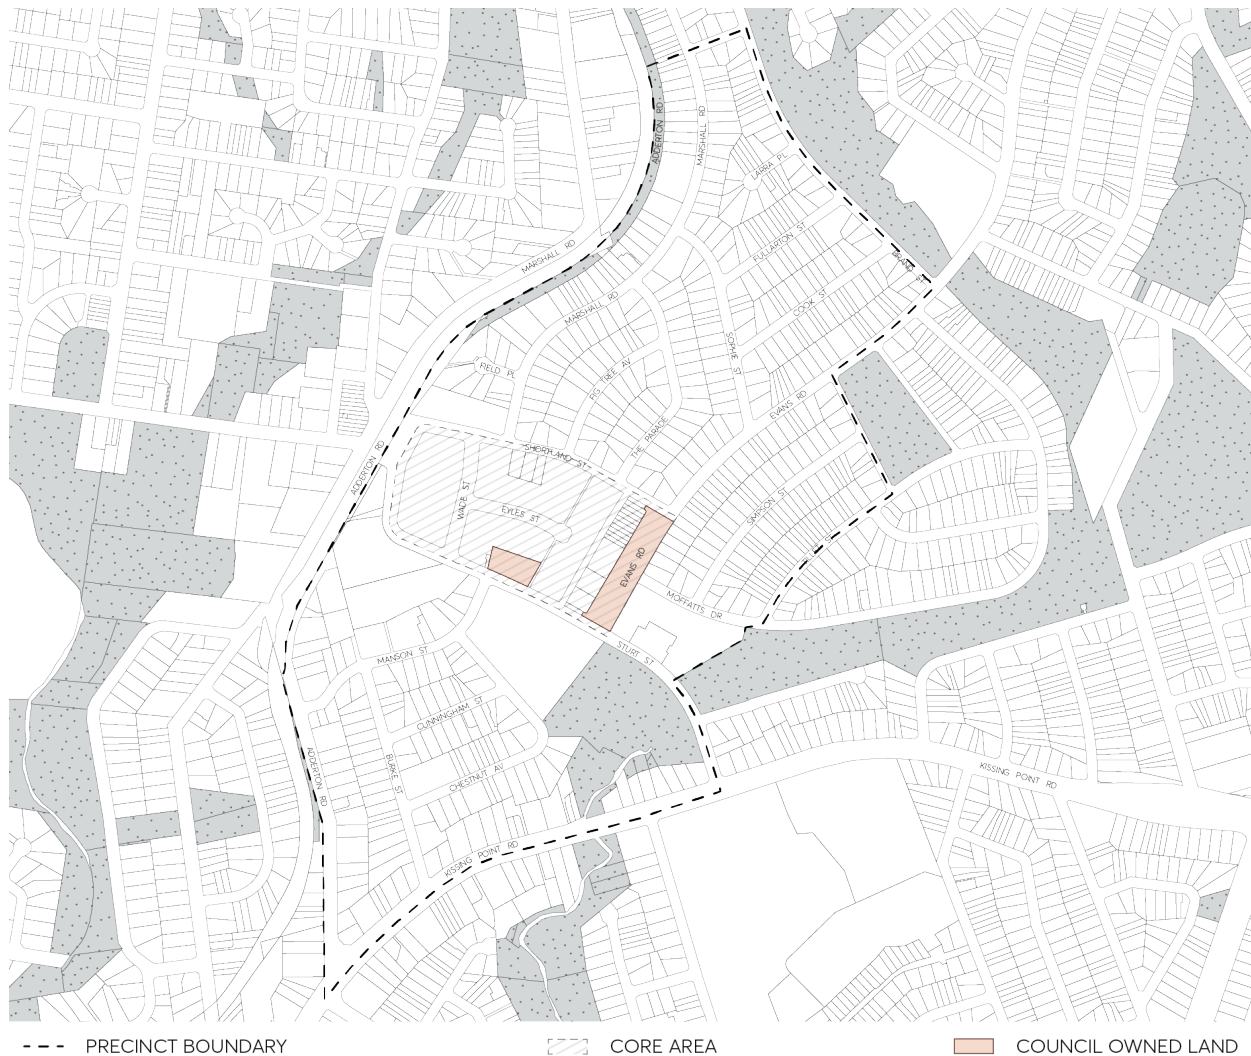 ADDERTON RD
MARSHALL RD
LARRA PL
FULLARTON ST
MARSHALL RD
BRAND ST
COOK ST
MARSHALL RD
SOPHIE S
FIELD PL
FIG TREE AV
EVANS RD
THE PARADE
SHORTLAND ST
ADDERTON RD
WADE ST
EYLES ST
SIMPSON ST
EVANS RD
MOFFATTS DR
STURT ST
MANSON ST
CUNNINGHAM ST
ADDERTON RD
BURKE ST
CHESTNUT AV
KISSING POINT RD
KISSING POINT RD
PRECINCT BOUNDARY
CORE AREA
COUNCIL OWNED LAND